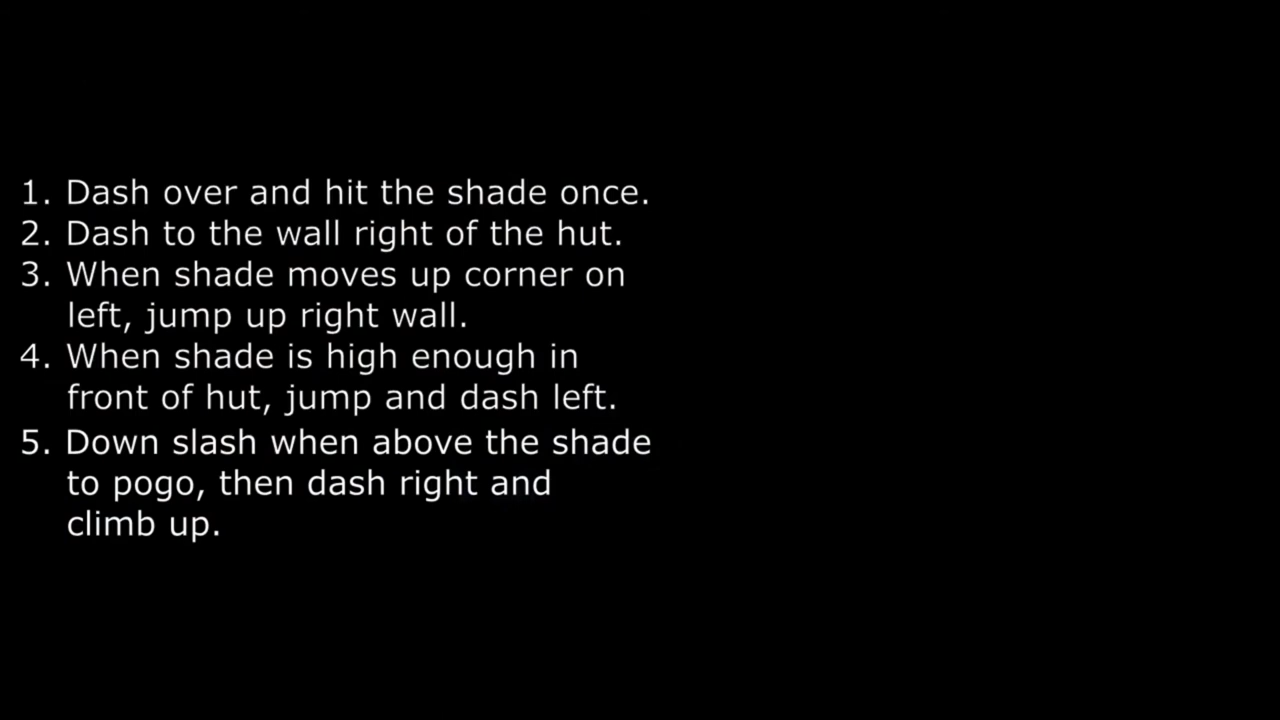 1. Dash over and hit the shade once.
2. Dash to the wall right of the hut.
3. When shade moves up corner on
left, jump up right wall.
4. When shade is high enough in
front of hut, jump and dash left.
5. Down slash when above the shade
to pogo, then dash right and
climb up.